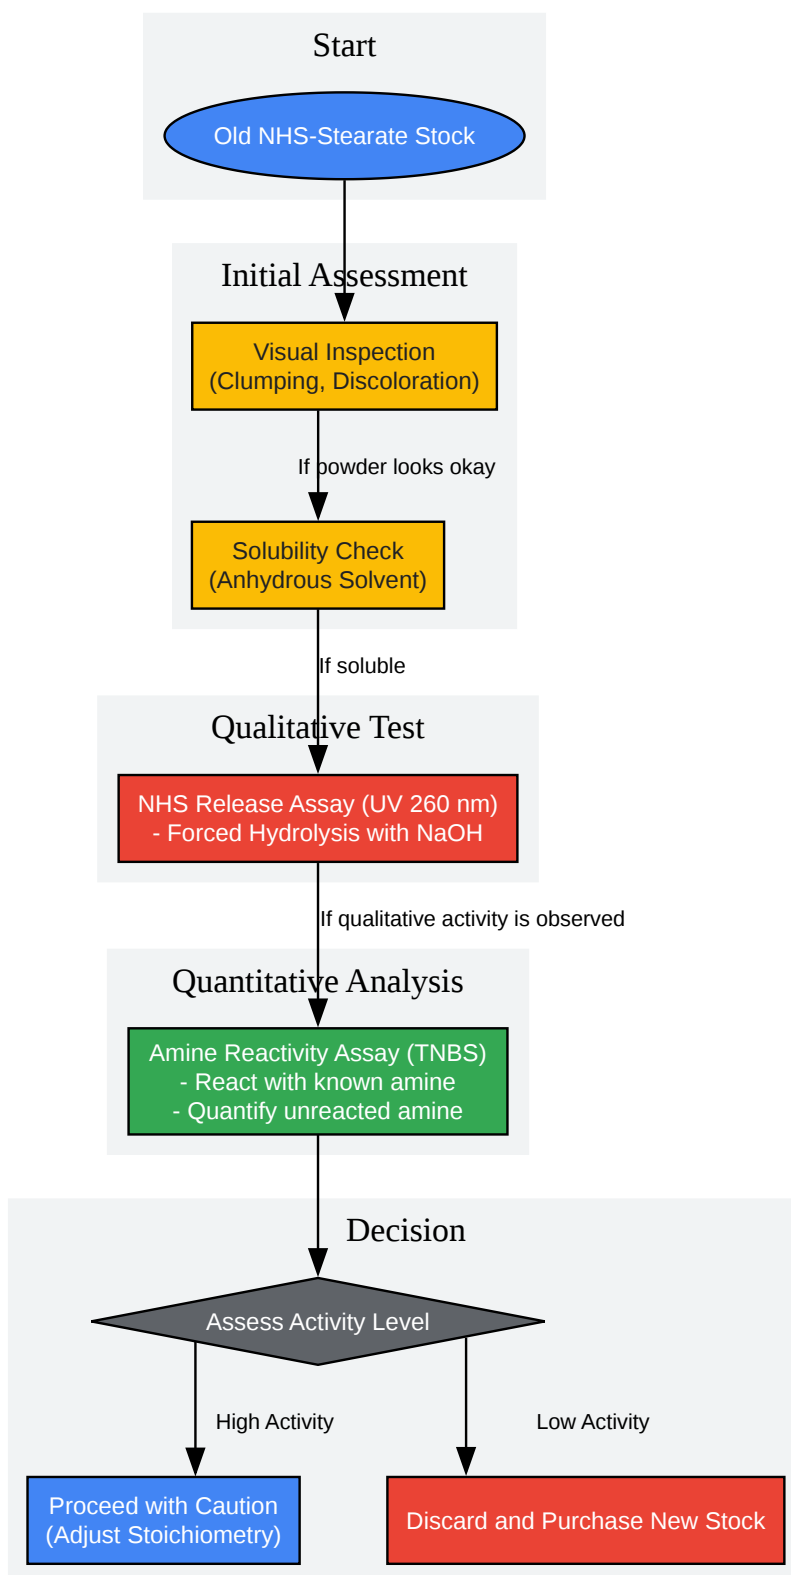 Start
Old NHS-Stearate Stock
Initial Assessment
Visual Inspection
(Clumping, Discoloration)
If powder looks okay
Solubility Check
(Anhydrous Solvent)
If soluble
Qualitative Test
NHS Release Assay (UV 260 nm)
- Forced Hydrolysis with NaOH
If qualitative activity is observed
Quantitative Analysis
Amine Reactivity Assay (TNBS)
- React with known amine
- Quantify unreacted amine
Decision
Assess Activity Level
High Activity
Low Activity
Proceed with Caution
(Adjust Stoichiometry)
Discard and Purchase New Stock